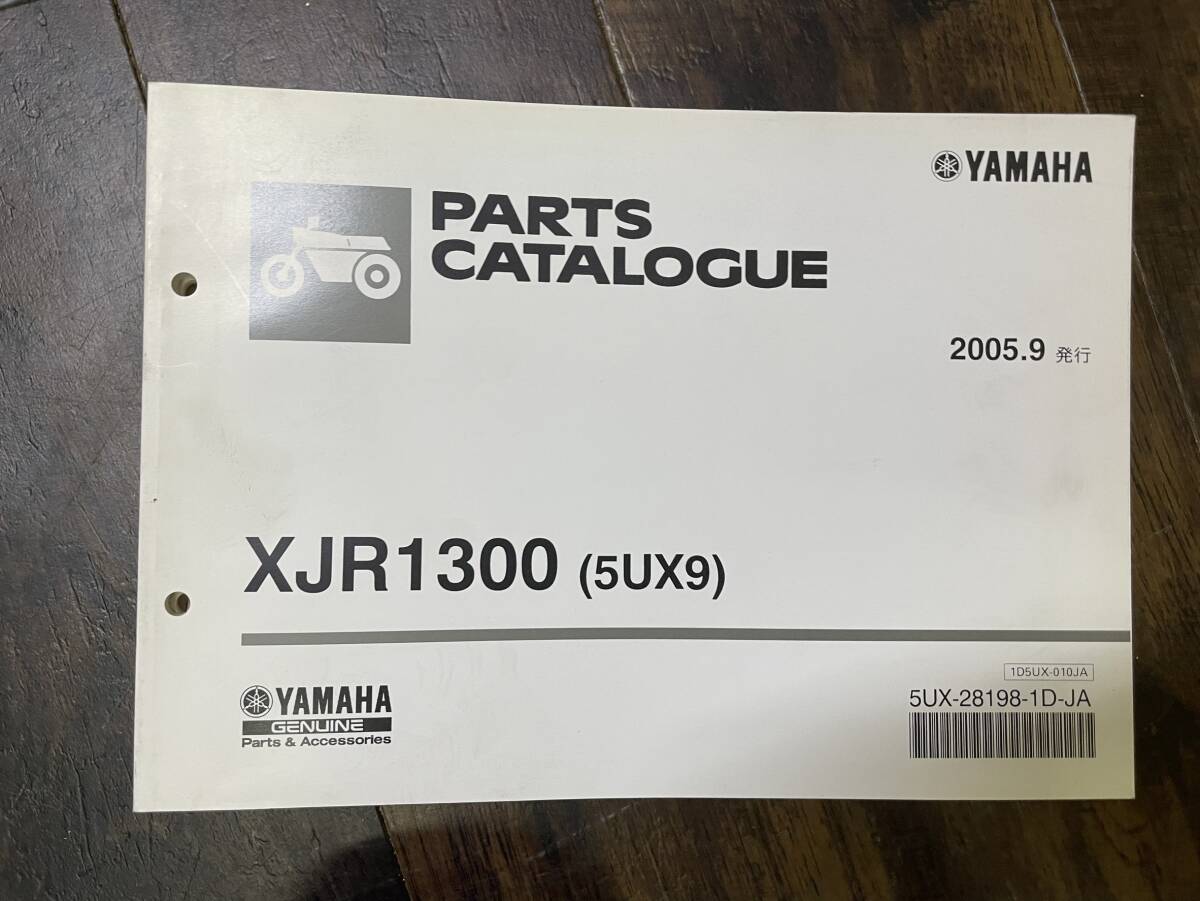 YAMAHA
PARTS
CATALOGUE
2005.9 発行
XJR1300 (5UX9)
1D5UX-010JA
5UX-28198-1D-JA
YAMAHA
GENUINE
Parts & Accessories